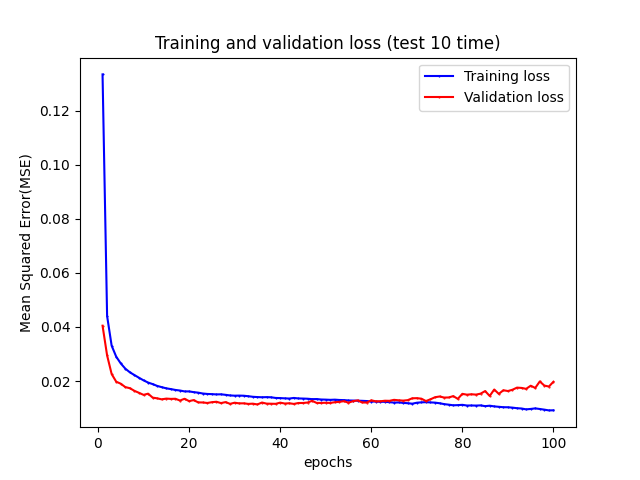 Training and validation loss (test 10 time)
Training loss
Validation loss
Mean Squared Error(MSE)
0.12
0.10
0.08
0.06
0.04
0.02
0 20 40 60 80 100
epochs